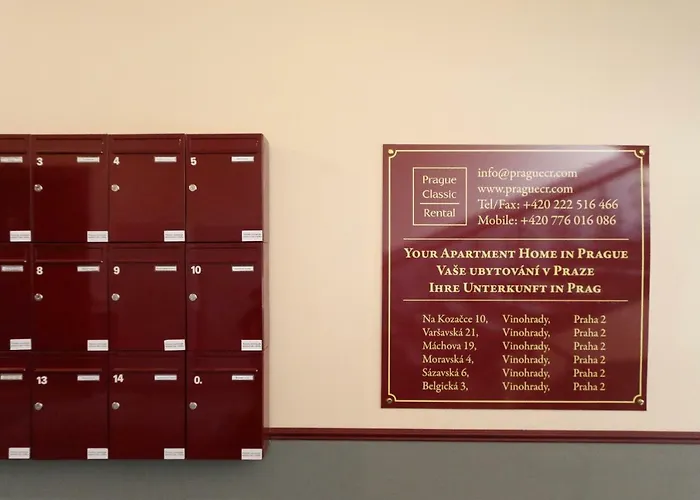 3
4
5
8
9
10
13
14
0.
Prague
Classic
Rental
info@praguecr.com
www.praguecr.com
Tel/Fax: +420 222 516 466
Mobile: +420 776 016 086
YOUR APARTMENT HOME IN PRAGUE
VAŠE UBYTOVÁNÍ V PRAZE
IHRE UNTERKUNFT IN PRAG
Na Kozačce 10, Vinohrady, Praha 2
Varšavská 21, Vinohrady, Praha 2
Máchova 19, Vinohrady, Praha 2
Moravská 4, Vinohrady, Praha 2
Sázavská 6, Vinohrady, Praha 2
Belgická 3, Vinohrady, Praha 2